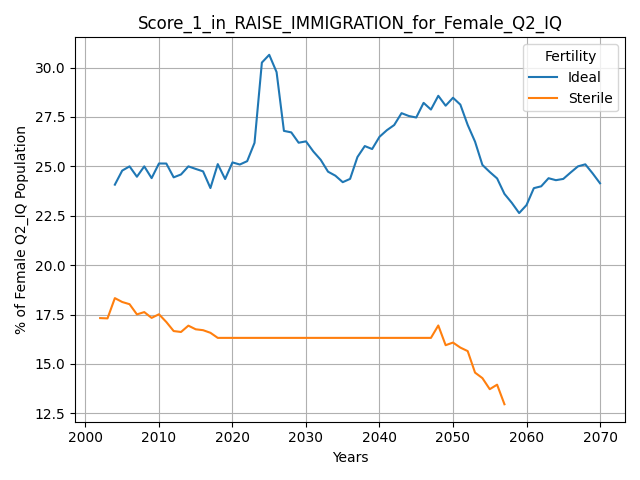 Score_1_in_RAISE_IMMIGRATION_for_Female_Q2_IQ
Fertility
Ideal
Sterile
% of Female Q2_IQ Population
30.0
27.5
25.0
22.5
20.0
17.5
15.0
12.5
2000 2010 2020 2030 2040 2050 2060 2070
Years